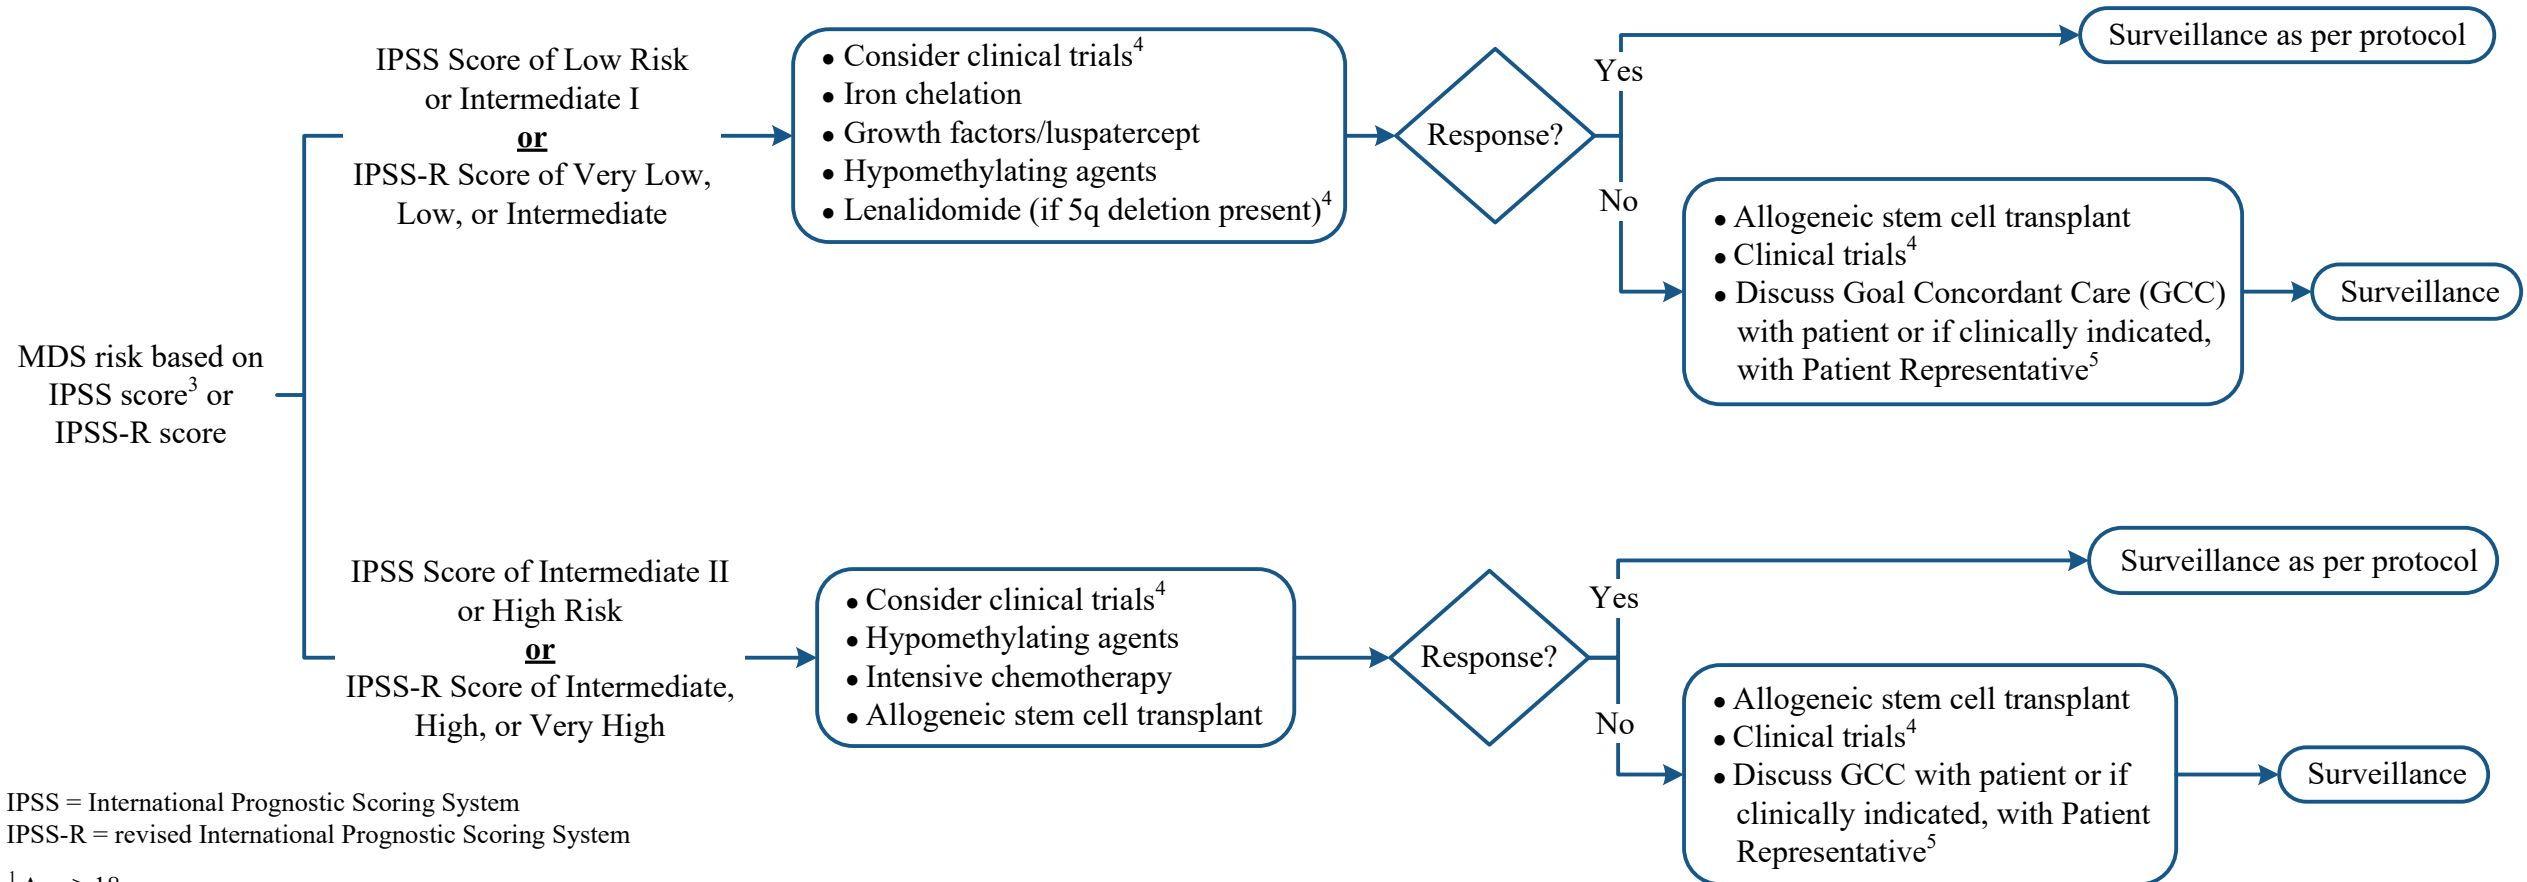 MDS risk based on
IPSS score³ or
IPSS-R score
IPSS Score of Low Risk
or Intermediate I
or
IPSS-R Score of Very Low,
Low, or Intermediate
• Consider clinical trials⁴
• Iron chelation
• Growth factors/luspatercept
• Hypomethylating agents
• Lenalidomide (if 5q deletion present)⁴
Response?
Yes
Surveillance as per protocol
No
• Allogeneic stem cell transplant
• Clinical trials⁴
• Discuss Goal Concordant Care (GCC)
with patient or if clinically indicated,
with Patient Representative⁵
Surveillance
IPSS Score of Intermediate II
or High Risk
or
IPSS-R Score of Intermediate,
High, or Very High
• Consider clinical trials⁴
• Hypomethylating agents
• Intensive chemotherapy
• Allogeneic stem cell transplant
Response?
Yes
Surveillance as per protocol
No
• Allogeneic stem cell transplant
• Clinical trials⁴
• Discuss GCC with patient or if
clinically indicated, with Patient
Representative⁵
Surveillance
IPSS = International Prognostic Scoring System
IPSS-R = revised International Prognostic Scoring System